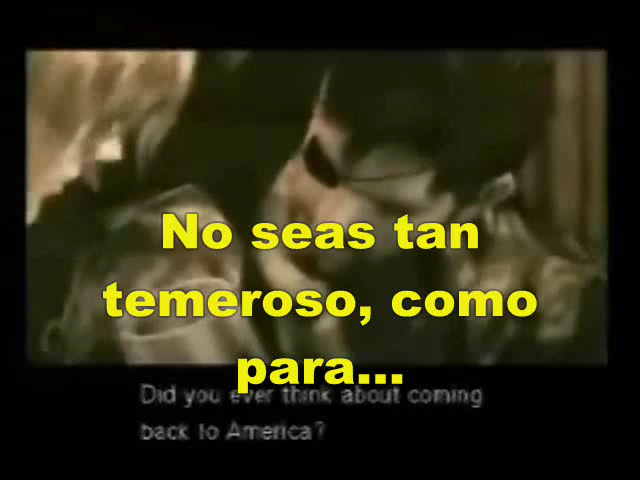 No seas tan
temeroso, como
para...
Did you ever think about coming
back to America?